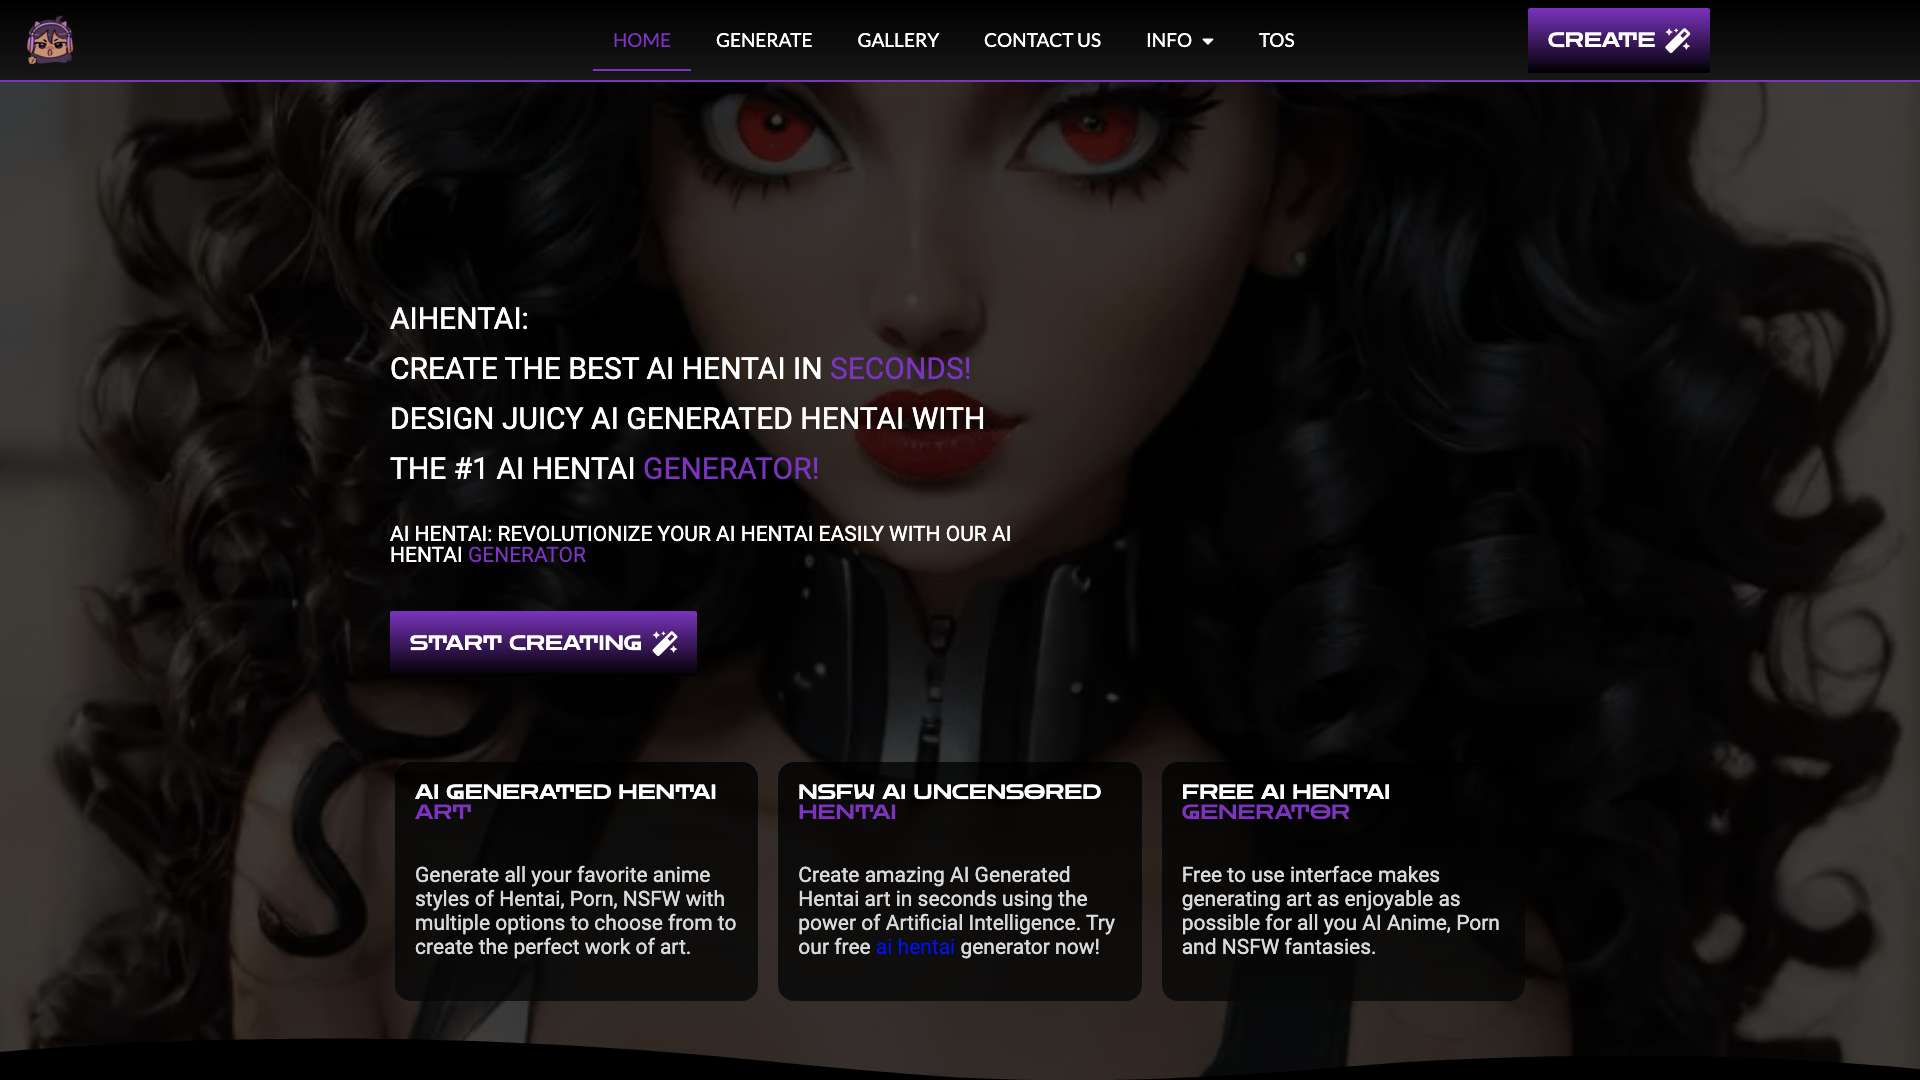 HOME
GENERATE
GALLERY
CONTACT US
INFO
TOS
CREATE
AIHENTAI:
CREATE THE BEST AI HENTAI IN SECONDS!
DESIGN JUICY AI GENERATED HENTAI WITH
THE #1 AI HENTAI GENERATOR!
AI HENTAI: REVOLUTIONIZE YOUR AI HENTAI EASILY WITH OUR AI
HENTAI GENERATOR
START CREATING
AI GENERATED HENTAI
ART
Generate all your favorite anime
styles of Hentai, Porn, NSFW with
multiple options to choose from to
create the perfect work of art.
NSFW AI UNCENSORED
HENTAI
Create amazing AI Generated
Hentai art in seconds using the
power of Artificial Intelligence. Try
our free ai hentai generator now!
FREE AI HENTAI
GENERATOR
Free to use interface makes
generating art as enjoyable as
possible for all you AI Anime, Porn
and NSFW fantasies.